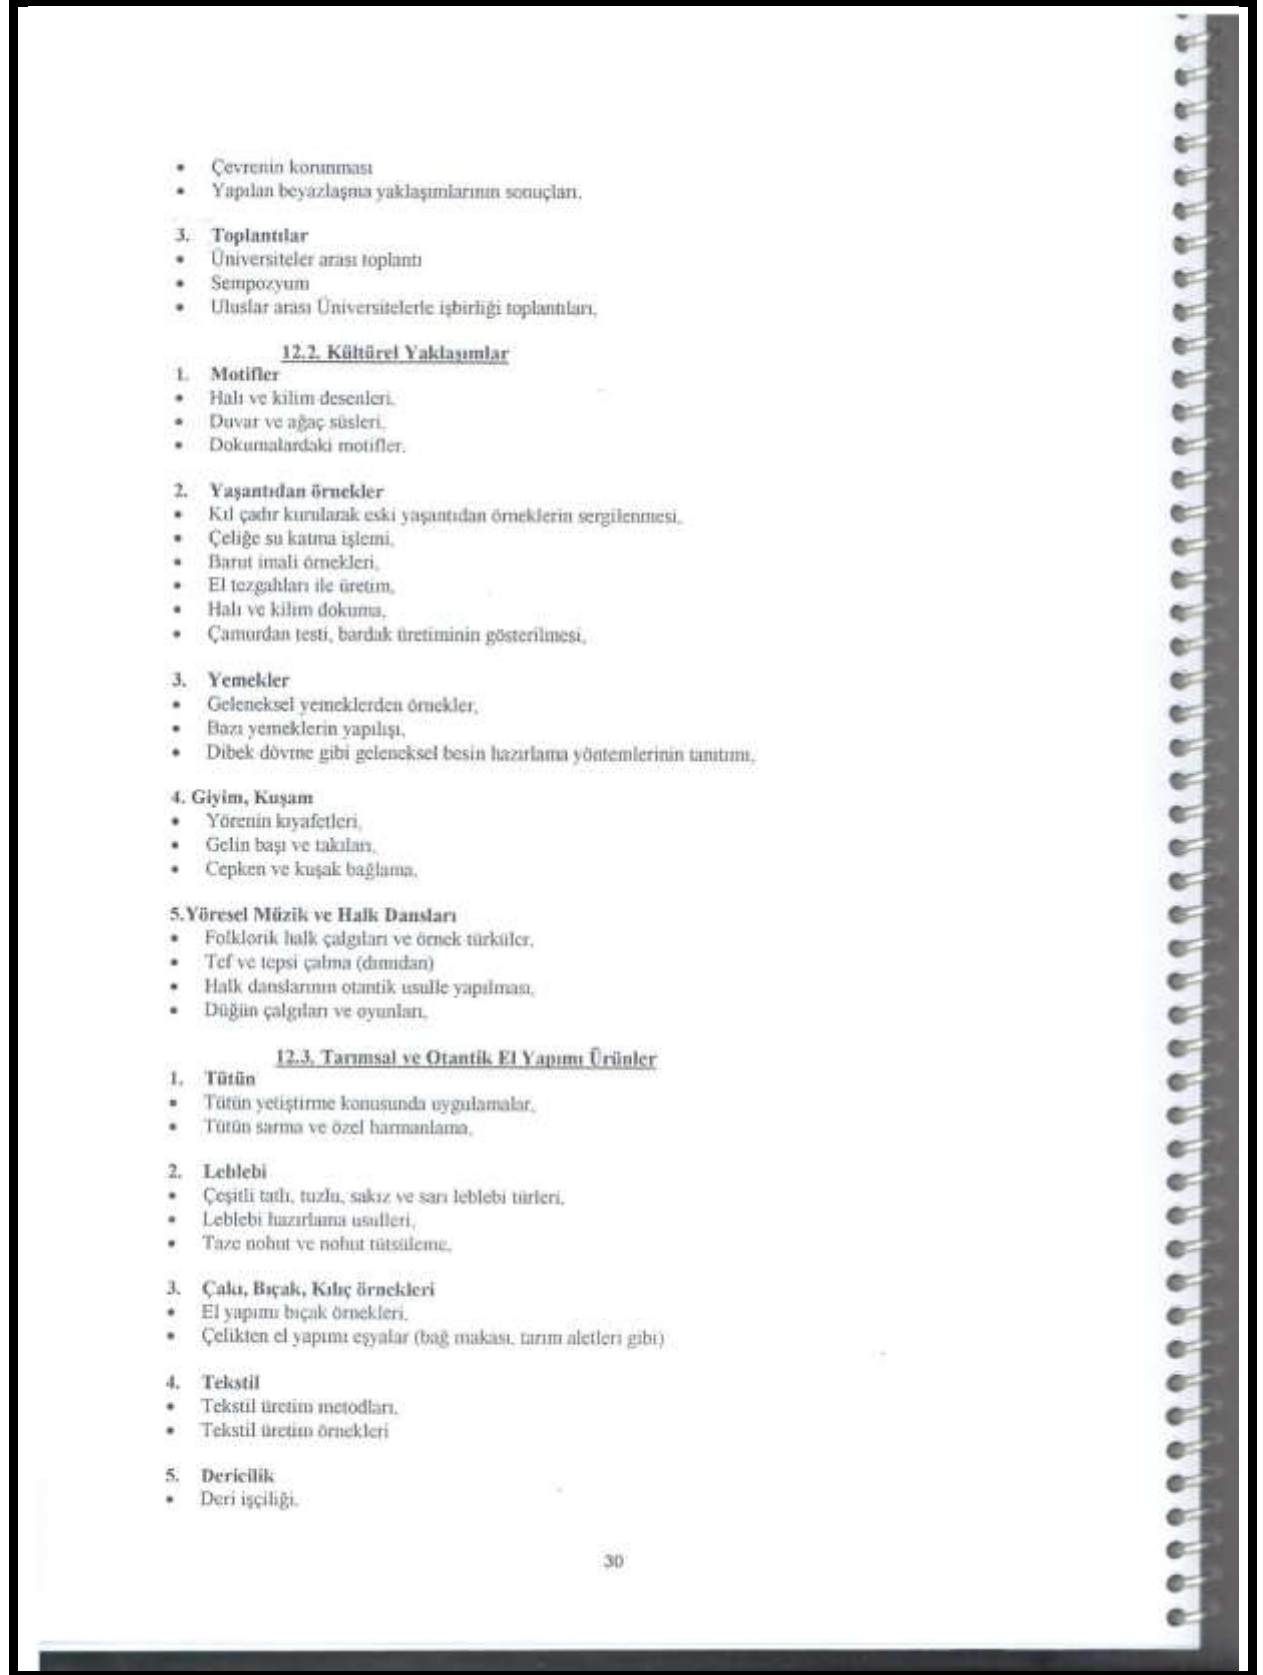 • Çevrenin korunması
• Yapılan beyazlaşma yaklaşımlarının sonuçları.
3. Toplantılar
• Üniversiteler arası toplantı
• Sempozyum
• Uluslar arası Üniversitelerle işbirliği toplantıları,
12.2. Kültürel Yaklaşımlar
1. Motifler
• Halı ve kilim desenleri,
• Duvar ve ağaç süsleri,
• Dokumalardaki motifler.
2. Yaşantıdan örnekler
• Kıl çadır kurularak eski yaşantıdan örneklerin sergilenmesi,
• Çeliğe su katma işlemi,
• Barut imali örnekleri,
• El tezgahları ile üretim,
• Halı ve kilim dokuma,
• Çamurdan testi, bardak üretiminin gösterilmesi,
3. Yemekler
• Geleneksel yemeklerden örnekler,
• Bazı yemeklerin yapılışı,
• Dibek dövme gibi geleneksel besin hazırlama yöntemlerinin tanıtımı,
4. Giyim, Kuşam
• Yörenin kıyafetleri,
• Gelin başı ve takıları,
• Cepken ve kuşak bağlama,
5.Yöresel Müzik ve Halk Dansları
• Folklorik halk çalgıları ve örnek türküler,
• Tef ve tepsi çalma (dımıdan)
• Halk danslarının otantik usulle yapılması,
• Düğün çalgıları ve oyunları,
12.3. Tarımsal ve Otantik El Yapımı Ürünler
1. Tütün
• Tütün yetiştirme konusunda uygulamalar,
• Tütün sarma ve özel harmanlama,
2. Leblebi
• Çeşitli tatlı, tuzlu, sakız ve sarı leblebi türleri,
• Leblebi hazırlama usulleri,
• Taze nohut ve nohut tütsüleme,
3. Çakı, Bıçak, Kılıç örnekleri
• El yapımı bıçak örnekleri,
• Çelikten el yapımı eşyalar (bağ makası, tarım aletleri gibi)
4. Tekstil
• Tekstil üretim metodları,
• Tekstil üretim örnekleri
5. Dericilik
• Deri işçiliği,
30